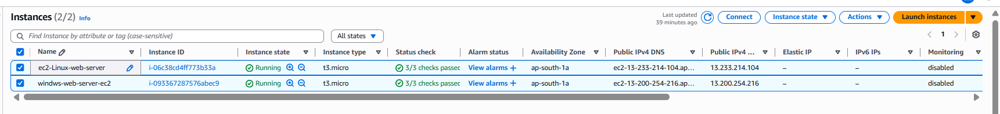 Instances (2/2) Info
Last updated
39 minutes ago
Connect Instance state Actions Launch instances
Find Instance by attribute or tag (case-sensitive) All states
1
Name Instance ID Instance state Instance type Status check Alarm status Availability Zone Public IPv4 DNS Public IPv4 ... Elastic IP IPv6 IPs Monitoring
ec2-Linux-web-server i-06c38cd4ff773b33a Running t3.micro 3/3 checks passec View alarms + ap-south-1a ec2-13-233-214-104.ap... 13.233.214.104 – – disabled
windws-web-server-ec2 i-093367287576abec9 Running t3.micro 3/3 checks passec View alarms + ap-south-1a ec2-13-200-254-216.ap... 13.200.254.216 – – disabled